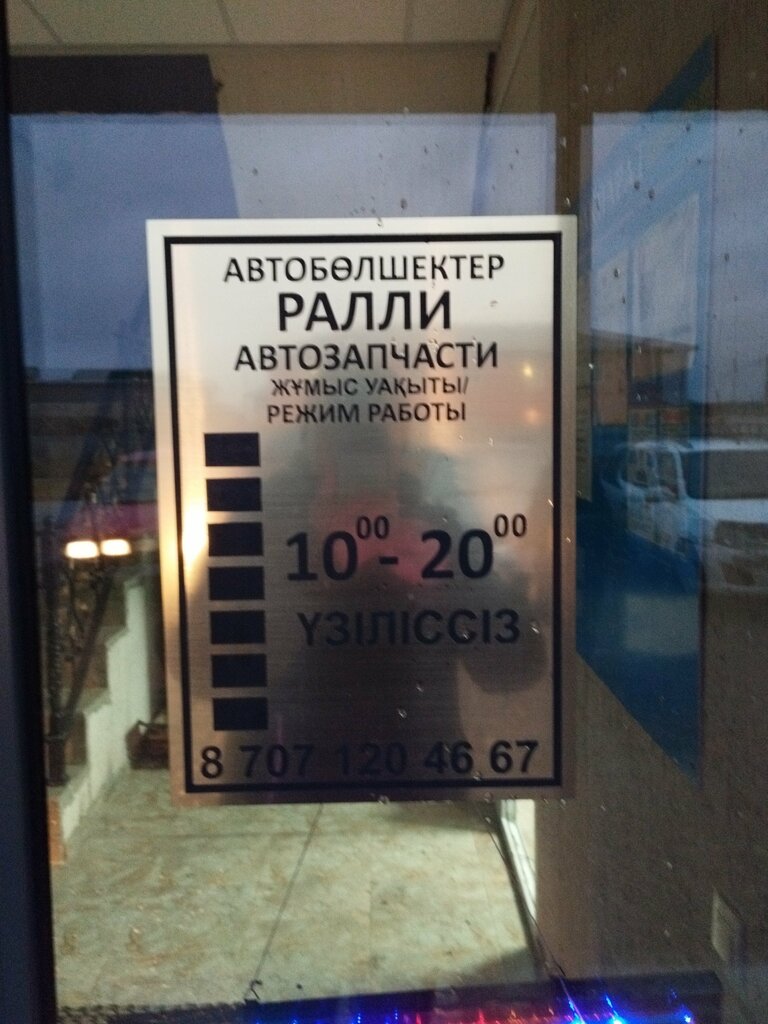 АВТОБӨЛШЕКТЕР
РАЛЛИ
АВТОЗАПЧАСТИ
ЖҰМЫС УАҚЫТЫ/
РЕЖИМ РАБОТЫ
10⁰⁰ - 20⁰⁰
ҮЗІЛІССІЗ
8 707 120 46 67